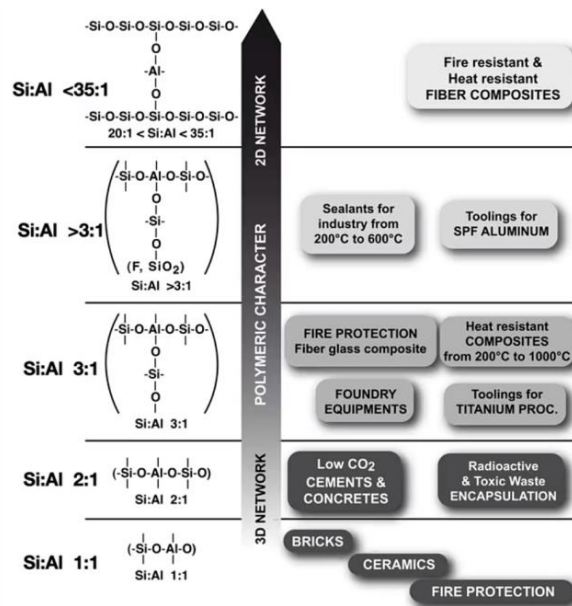 -Si-O-Si-O-Si-O-Si-O-Si-O-
O
-Al-
O
-Si-O-Si-O-Si-O-Si-O-Si-O-
Si:Al <35:1
20:1 < Si:Al < 35:1
Fire resistant &
Heat resistant
FIBER COMPOSITES
2D NETWORK
-Si-O-Al-O-Si-O-
O
-Si-
O
(F, SiO2)
Si:Al >3:1
Si:Al >3:1
Sealants for
industry from
200°C to 600°C
Toolings for
SPF ALUMINUM
POLYMERIC CHARACTER
-Si-O-Al-O-Si-O-
O
-Si-
O
Si:Al 3:1
Si:Al 3:1
FIRE PROTECTION
Fiber glass composite
Heat resistant
COMPOSITES
from 200°C to 1000°C
FOUNDRY
EQUIPMENTS
Toolings for
TITANIUM PROC.
3D NETWORK
Si:Al 2:1
(-Si-O-Al-O-Si-O)
Si:Al 2:1
Low CO2
CEMENTS &
CONCRETES
Radioactive
& Toxic Waste
ENCAPSULATION
Si:Al 1:1
(-Si-O-Al-O)
Si:Al 1:1
BRICKS
CERAMICS
FIRE PROTECTION